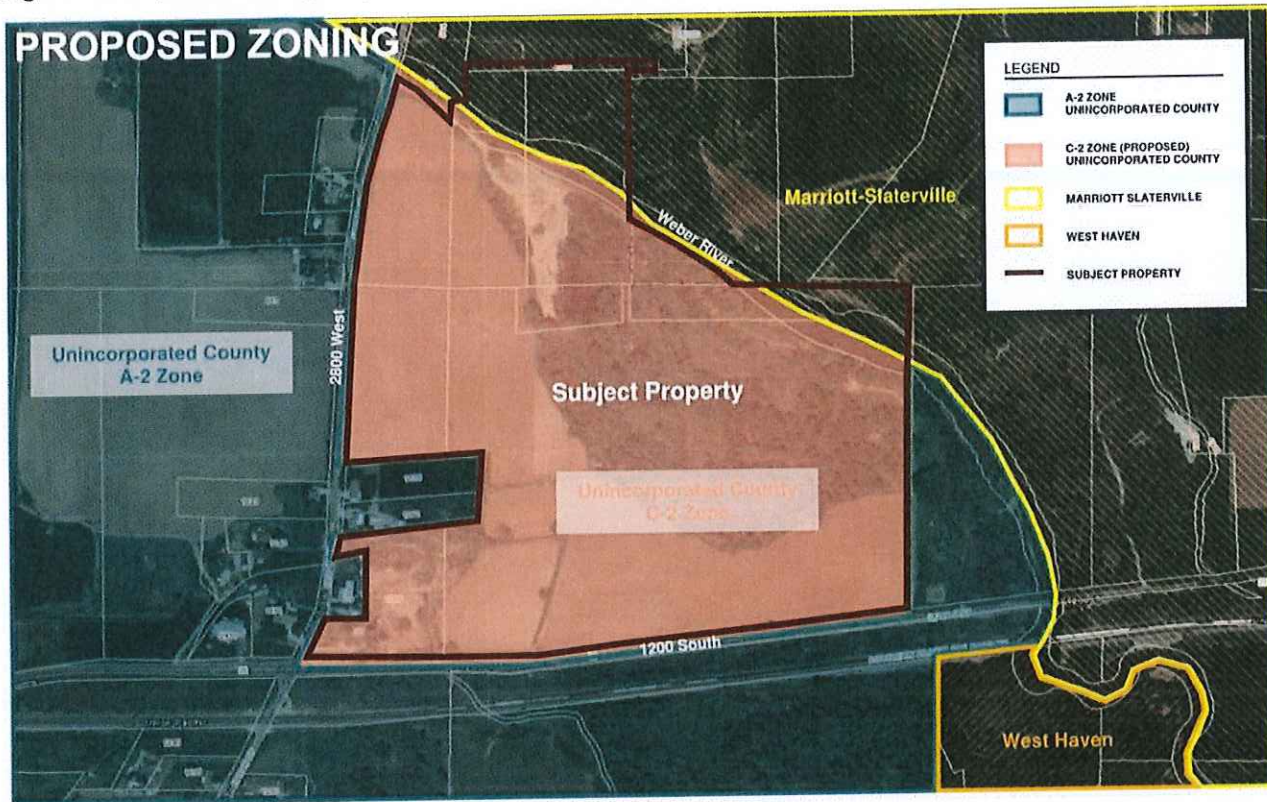 PROPOSED ZONING
LEGEND
A-2 ZONE
UNINCORPORATED COUNTY
C-2 ZONE (PROPOSED)
UNINCORPORATED COUNTY
MARRIOTT SLATERVILLE
WEST HAVEN
SUBJECT PROPERTY
Marriott-Slaterville
Weber River
2800 West
Unincorporated County
A-2 Zone
Subject Property
Unincorporated County
C-2 Zone
1200 South
West Haven